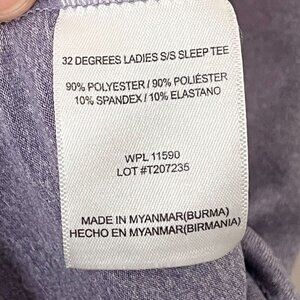 32 DEGREES LADIES S/S SLEEP TEE
90% POLYESTER / 90% POLIÉSTER
10% SPANDEX / 10% ELASTANO
WPL 11590
LOT #T207235
MADE IN MYANMAR(BURMA)
HECHO EN MYANMAR(BIRMANIA)